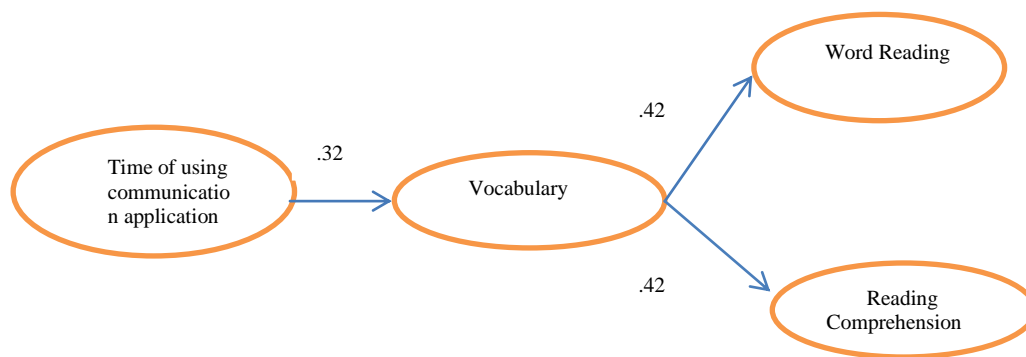 Word Reading
.42
.32
Time of using
communicatio
n application
Vocabulary
.42
Reading
Comprehension